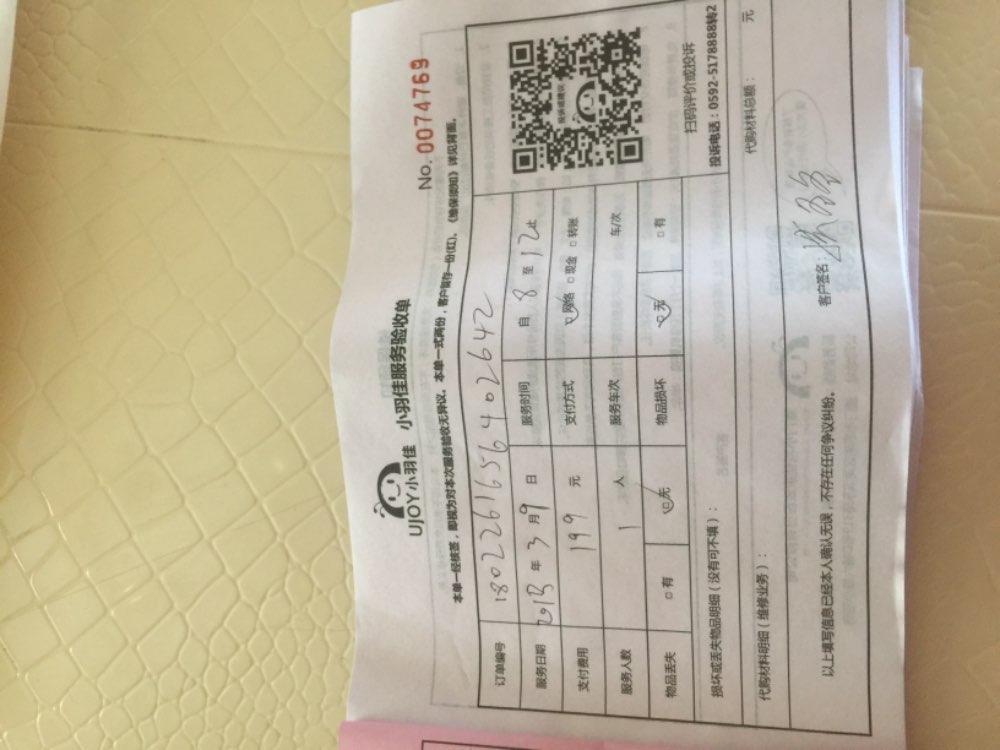 No. 0074769
UJOY小羽佳 小羽佳服务验收单
本单一经核签，即视为对本次服务验收无异议。本单一式两份，客户留存一份(红)，《维保须知》详见背面。
订单编号 180226165640 2642
服务日期 2018 年 3 月 9 日 服务时间 自 8 至 12 止
支付费用 199 元 支付方式 网络 现金 转账
服务人数 1 人 服务车次 车/次
物品丢失 有 无 物品损坏 无 有
扫码评价或投诉
投诉电话：0592-5178888转2
损坏或丢失物品明细（没有可不填）：
代购材料明细（维修业务）： 代购材料总额： 元
以上填写信息已经本人确认无误，不存在任何争议纠纷。 客户签名：